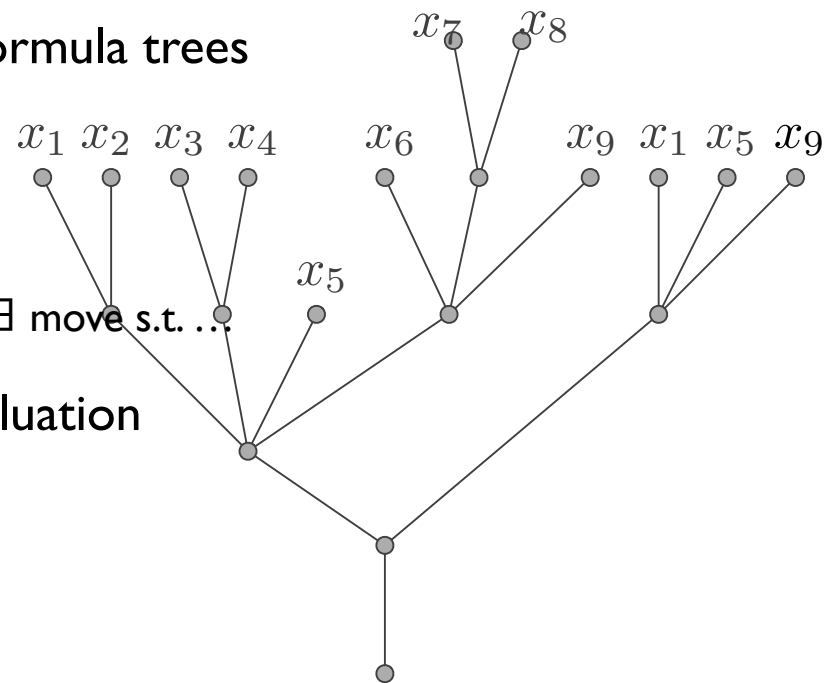 ormula trees
x7 x8
x1 x2 x3 x4 x6 x9 x1 x5 x9
x5
∃ move s.t. …
luation